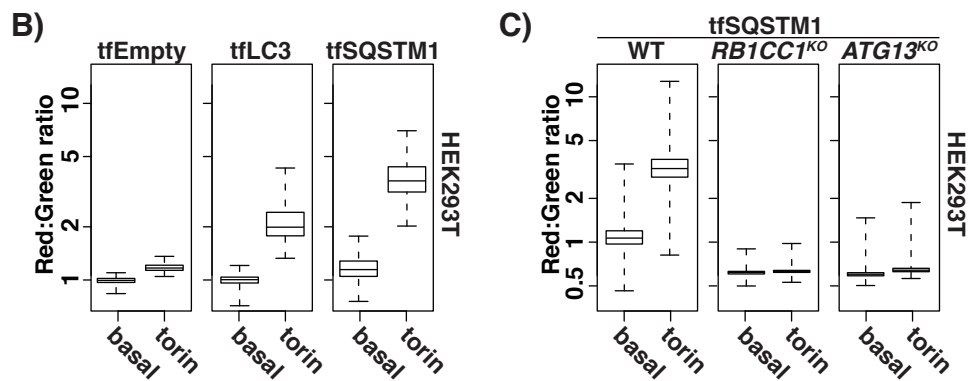 B)
tfEmpty tfLC3 tfSQSTM1
Red:Green ratio
10
5
2
1
basal torin basal torin basal torin
HEK293T
C)
tfSQSTM1
WT RB1CC1KO ATG13KO
Red:Green ratio
10
5
2
1
0.5
basal torin basal torin basal torin
HEK293T